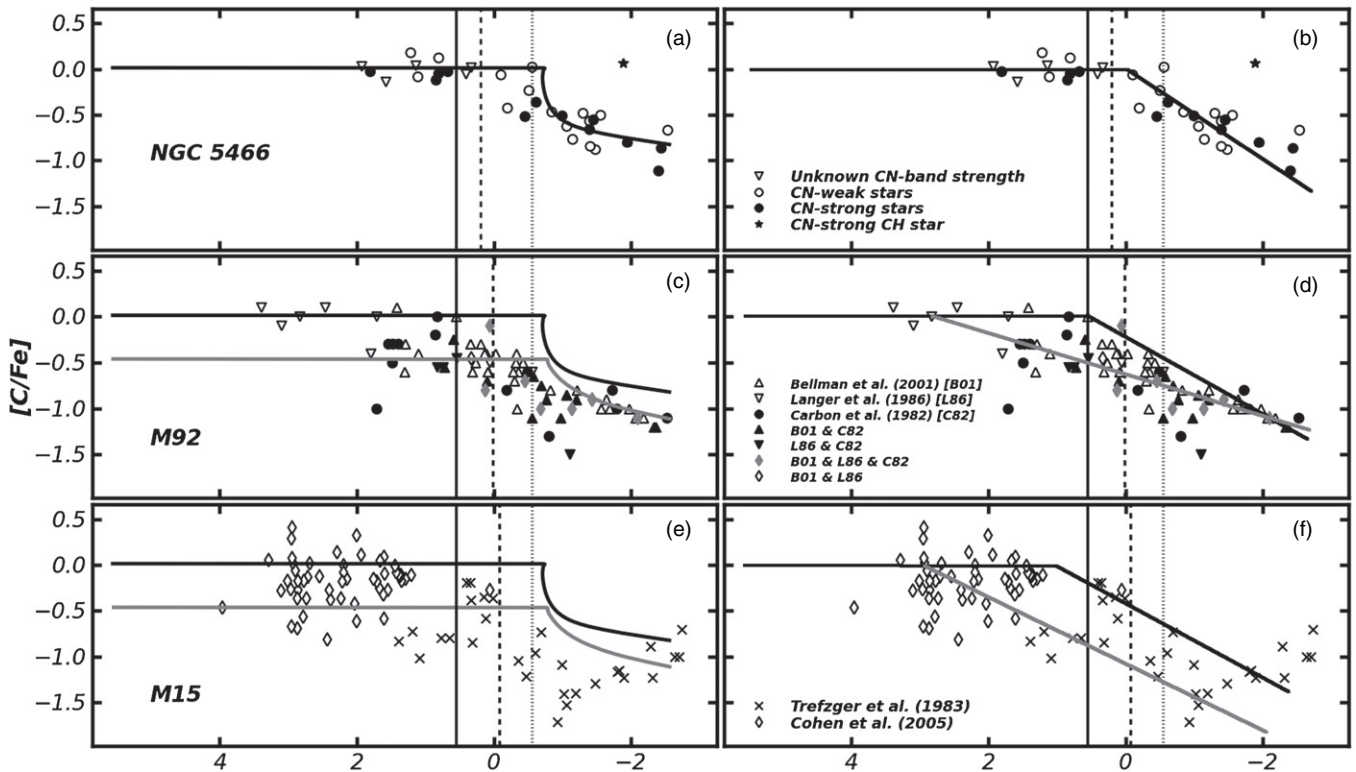 0.5
0.0
−0.5
−1.0
−1.5
(a)
NGC 5466
(b)
Unknown CN-band strength
CN-weak stars
CN-strong stars
CN-strong CH star
[C/Fe]
0.5
0.0
−0.5
−1.0
−1.5
(c)
M92
(d)
Bellman et al. (2001) [B01]
Langer et al. (1986) [L86]
Carbon et al. (1982) [C82]
B01 & C82
L86 & C82
B01 & L86 & C82
B01 & L86
0.5
0.0
−0.5
−1.0
−1.5
(e)
M15
(f)
Trefzger et al. (1983)
Cohen et al. (2005)
4 2 0 −2
4 2 0 −2